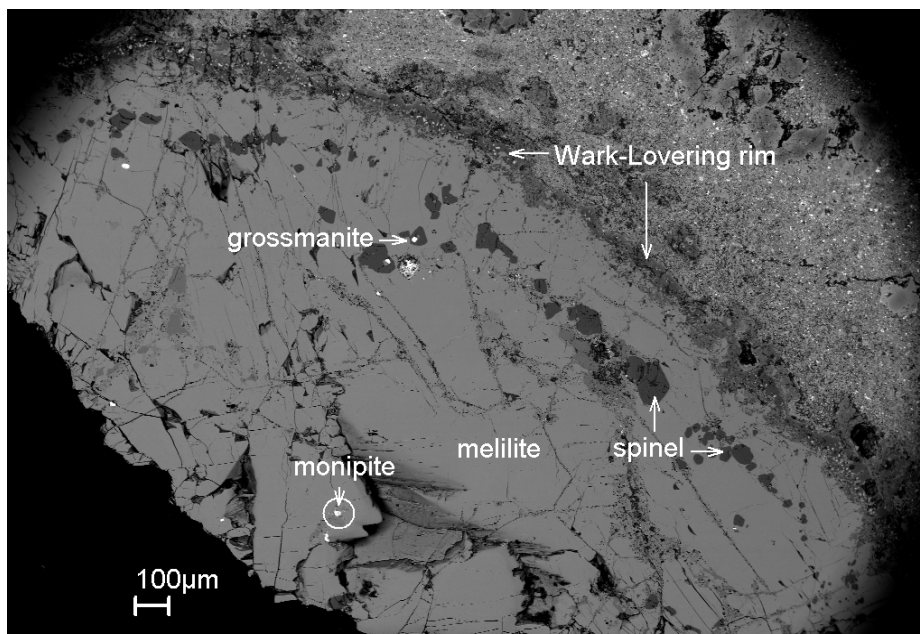 Wark-Lovering rim
grossmanite
melilite
spinel
monipite
100µm